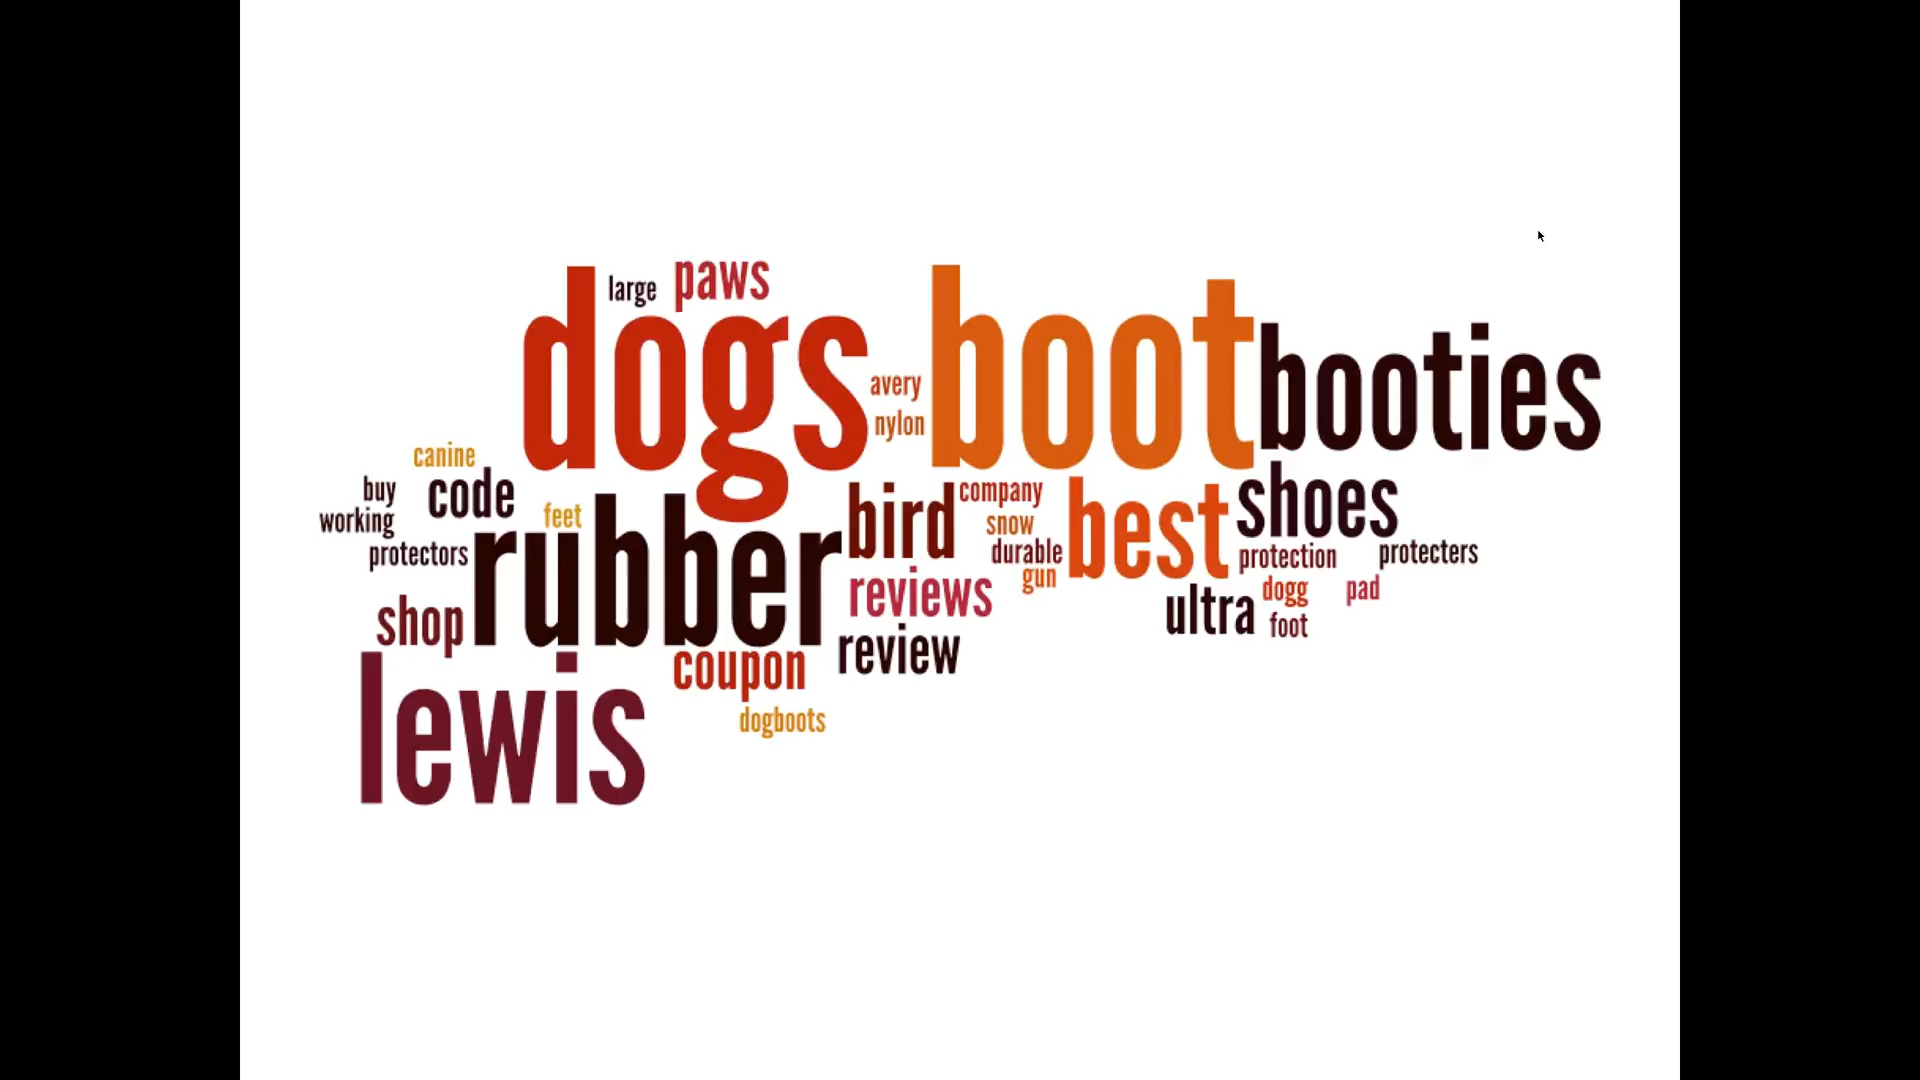 large
paws
dogs
boot
booties
avery
nylon
canine
buy
code
working
feet
protectors
rubber
bird
company
snow
durable
gun
best
shoes
protection
protecters
dogg
pad
foot
ultra
reviews
review
shop
coupon
dogboots
lewis